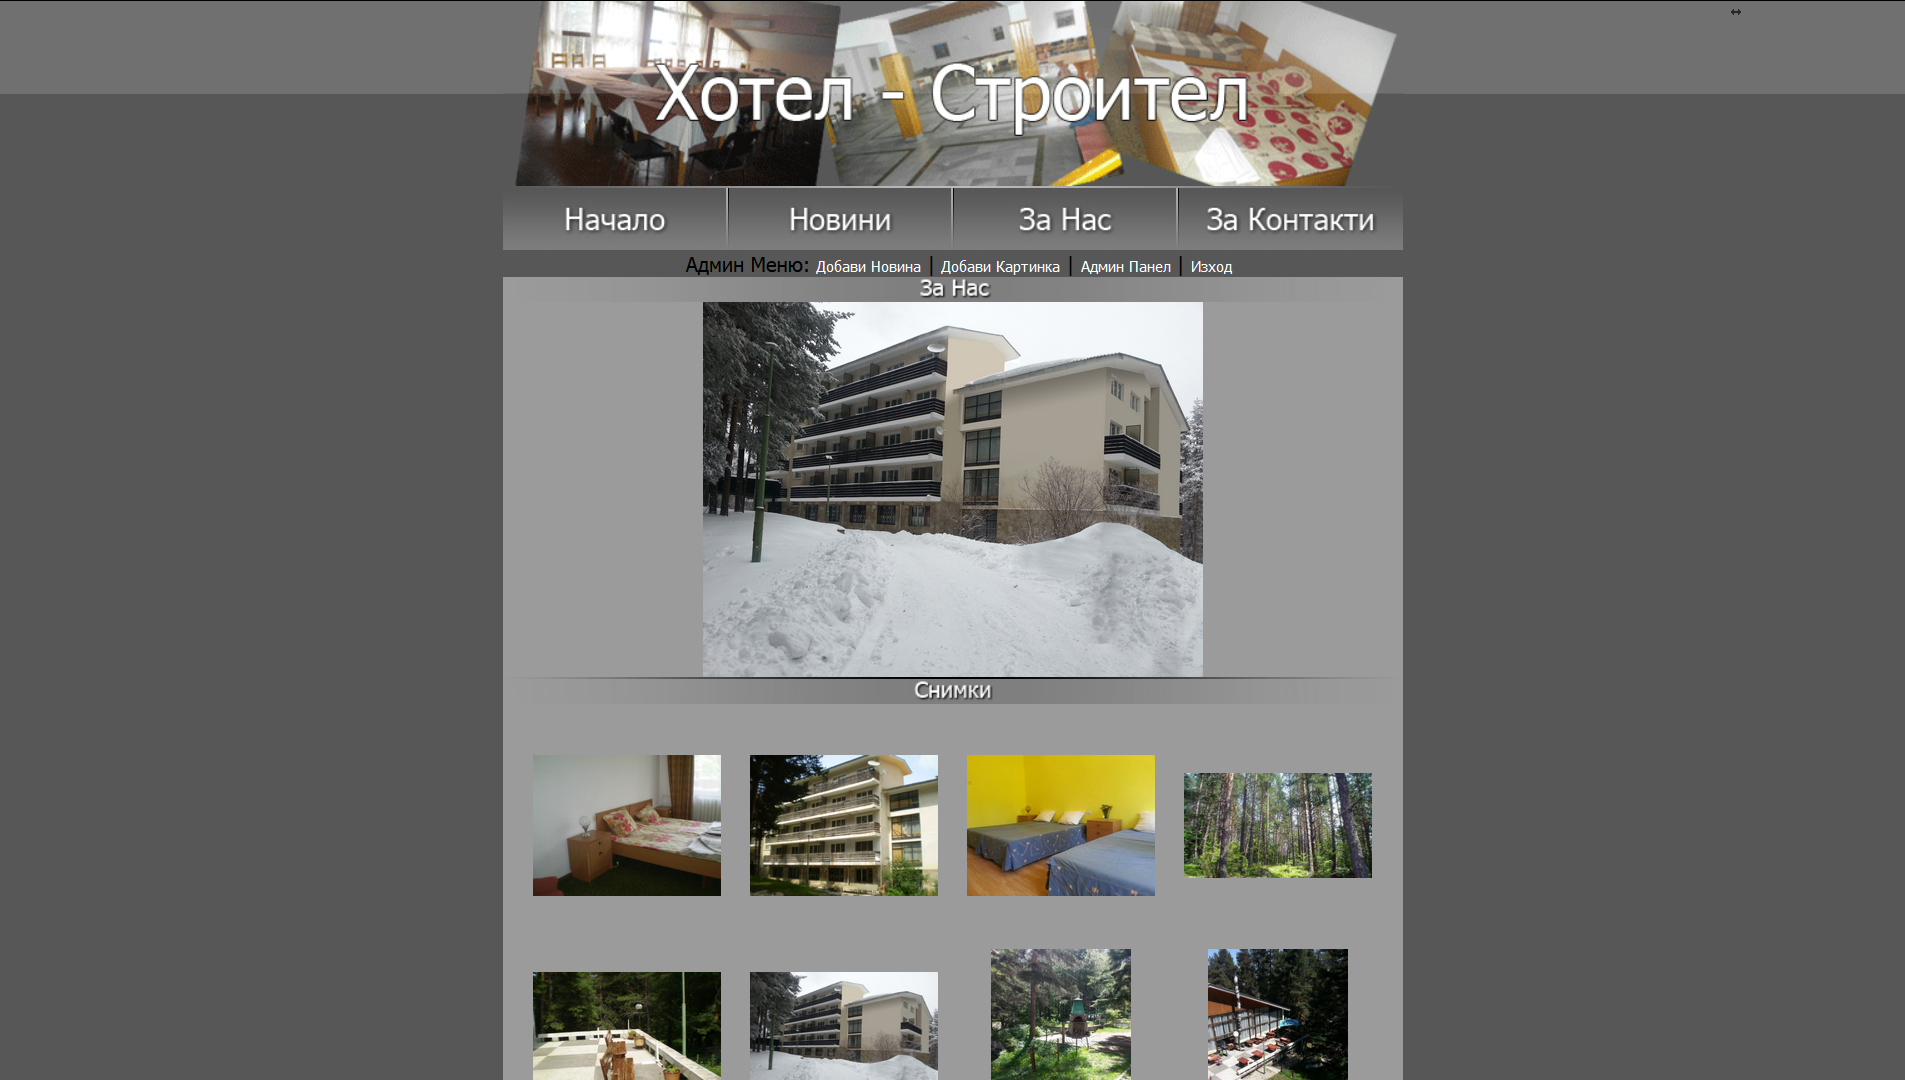 Хотел - Строител
Начало
Новини
За Нас
За Контакти
Админ Меню: Добави Новина | Добави Картинка | Админ Панел | Изход
За Нас
Снимки